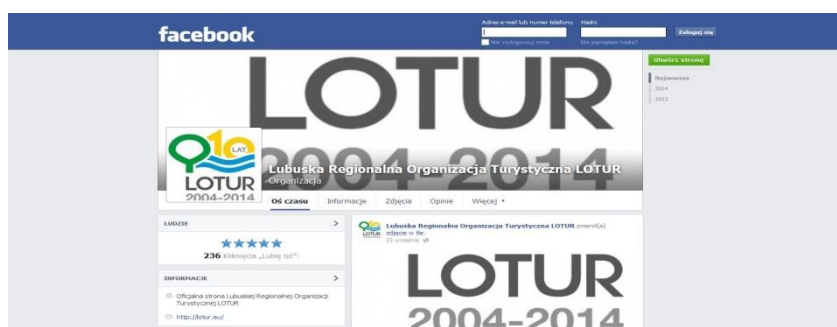 facebook
Adres e-mail lub numer telefonu
Hasło
Nie wylogowuj mnie
Nie pamiętasz hasła?
Zaloguj się
Utwórz stronę
Najnowsze
2014
2013
LOTUR
2004-2014
10
LAT
LOTUR
2004-2014
Lubuska Regionalna Organizacja Turystyczna LOTUR
Organizacja
Oś czasu
Informacje
Zdjęcia
Opinie
Więcej
LUDZIE
236 Kliknięcia „Lubię to!":
INFORMACJE
Oficjalna strona Lubuskiej Regionalnej Organizacji
Turystycznej LOTUR
http://lotur.eu/
LOTUR
Lubuska Regionalna Organizacja Turystyczna LOTUR zmienił(a)
zdjęcie w tle.
23 września
LOTUR
2004-2014